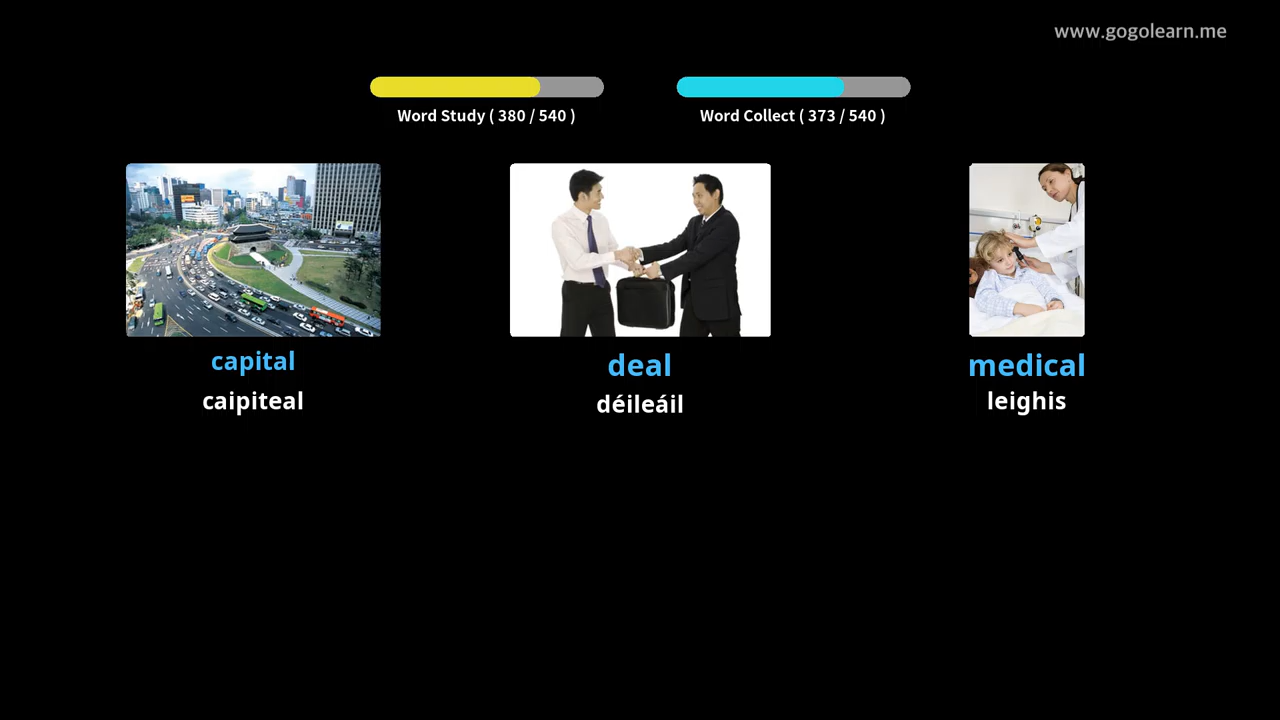 www.gogolearn.me
Word Study ( 380 / 540 )
Word Collect ( 373 / 540 )
capital
caipiteal
deal
déileáil
medical
leighis